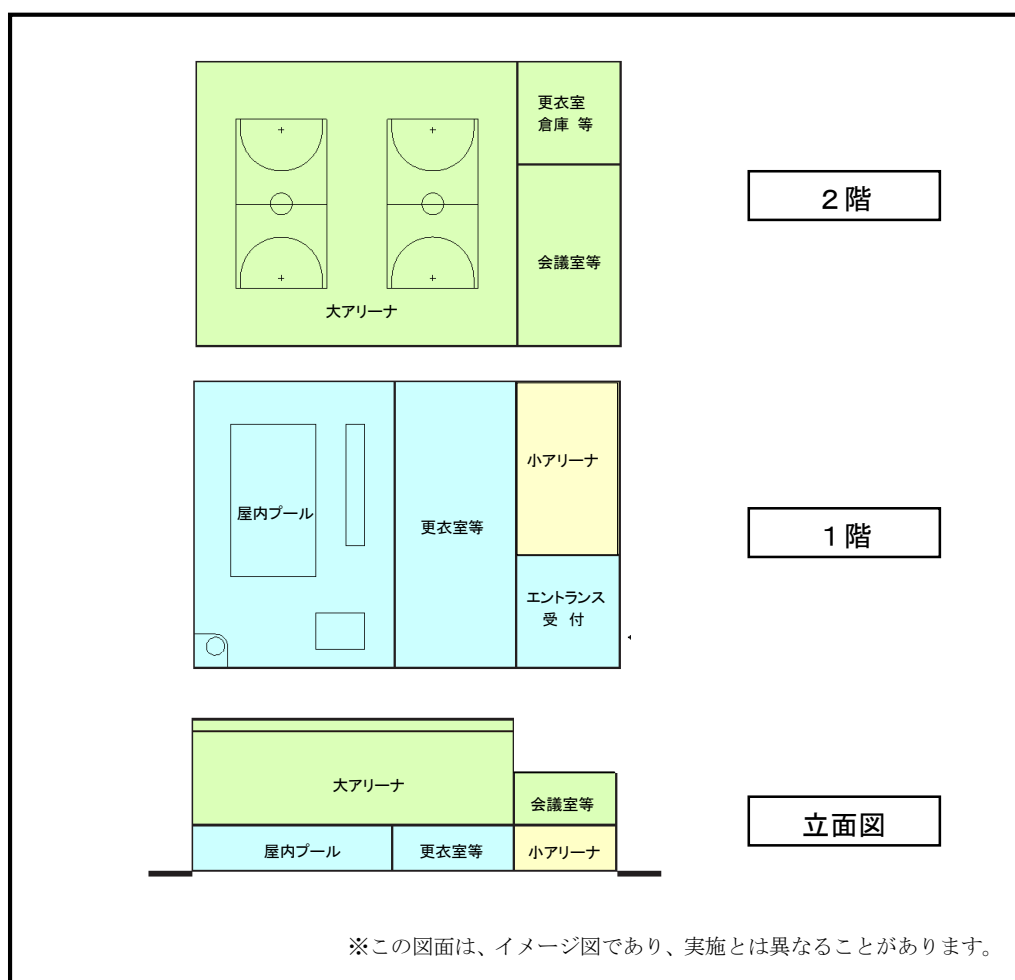 更衣室
倉庫 等
２階
会議室等
大アリーナ
小アリーナ
屋内プール
更衣室等
１階
エントランス
受 付
大アリーナ
会議室等
立面図
屋内プール
更衣室等
小アリーナ
※この図面は、イメージ図であり、実施とは異なることがあります。